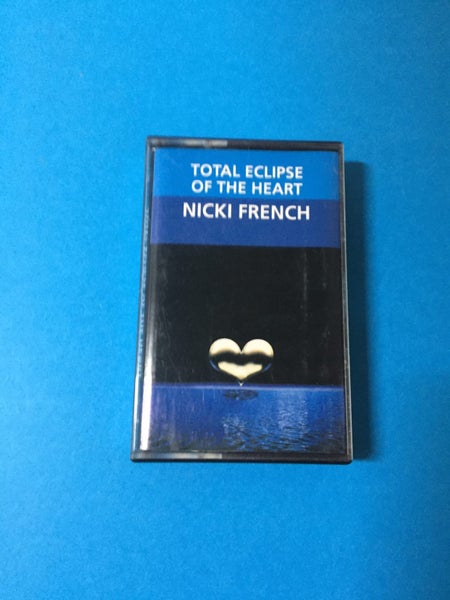 TOTAL ECLIPSE
OF THE HEART
NICKI FRENCH